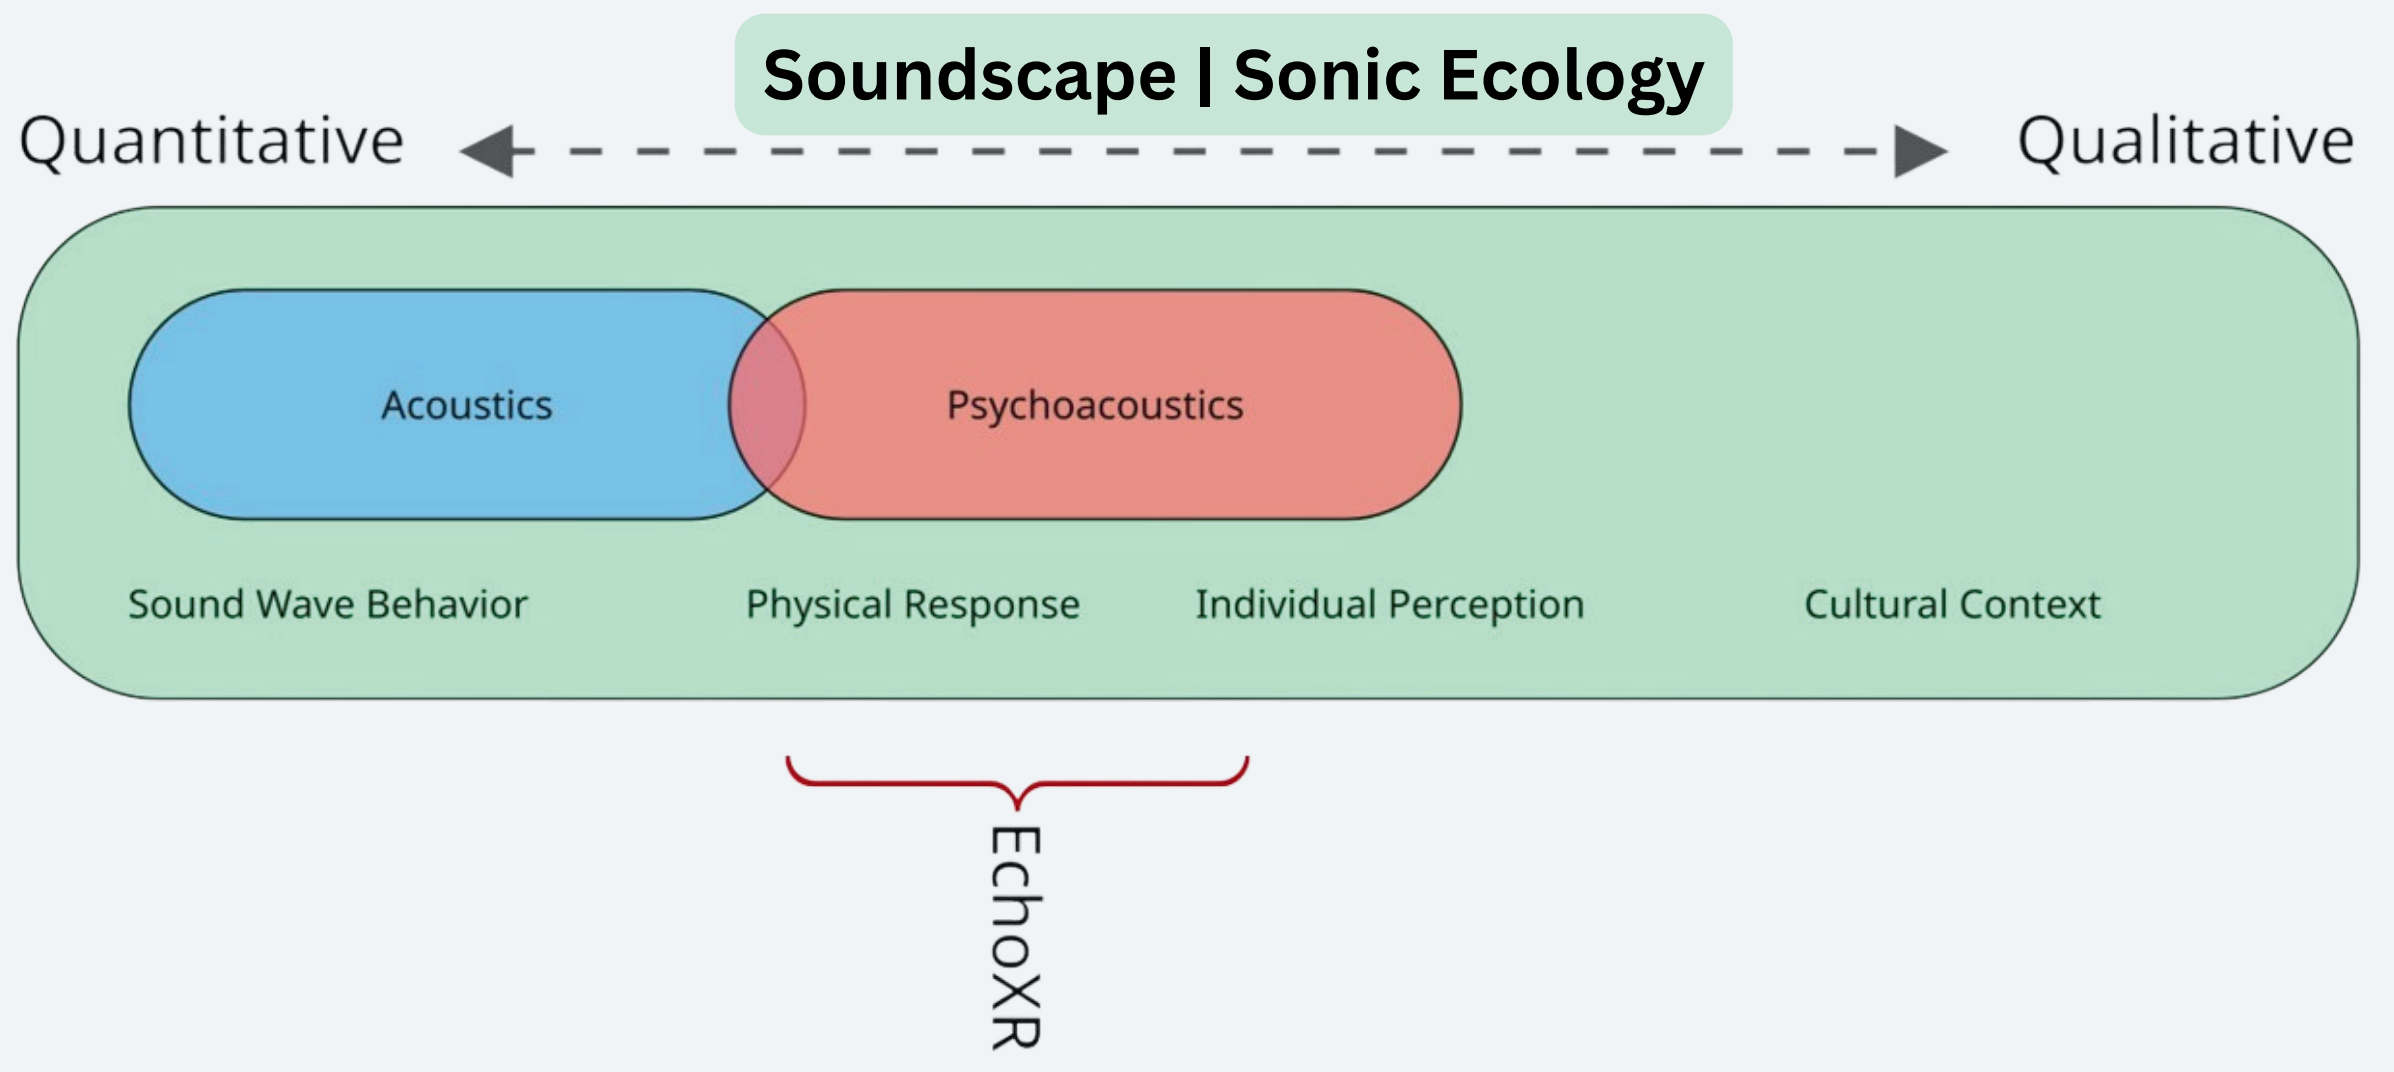 Soundscape | Sonic Ecology
Quantitative
Qualitative
Acoustics
Psychoacoustics
Sound Wave Behavior
Physical Response
Individual Perception
Cultural Context
EchoXR